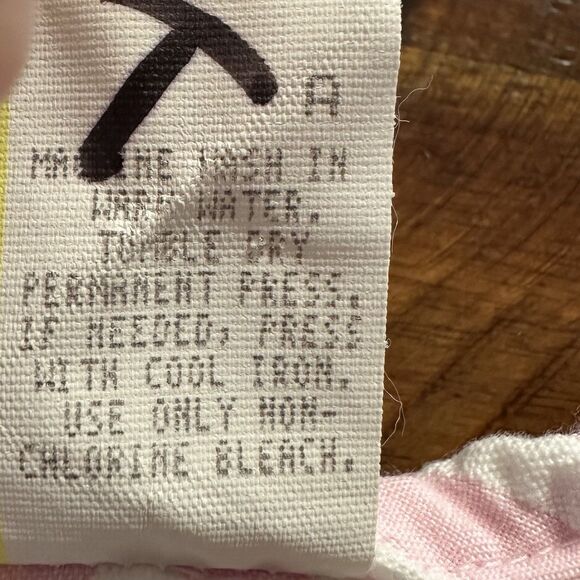 T
A
MACHINE WASH IN
WARM WATER.
TUMBLE DRY
PERMANENT PRESS.
IF NEEDED, PRESS
WITH COOL IRON.
USE ONLY NON-
CHLORINE BLEACH.